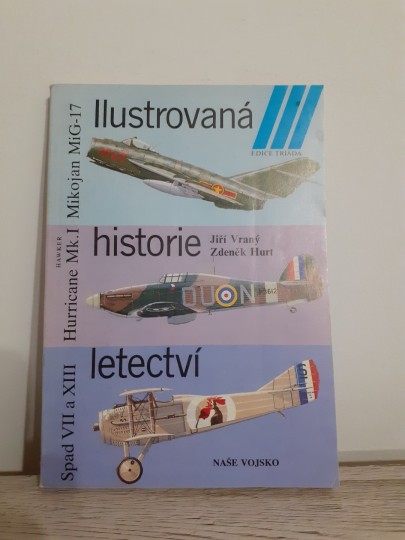 Ilustrovaná
EDICE TRIÁDA
Mikojan MiG-17
historie
Jiří Vraný
Zdeněk Hurt
HAWKER
Hurricane Mk.I
DU N
letectví
Spad VII a XIII
NAŠE VOJSKO